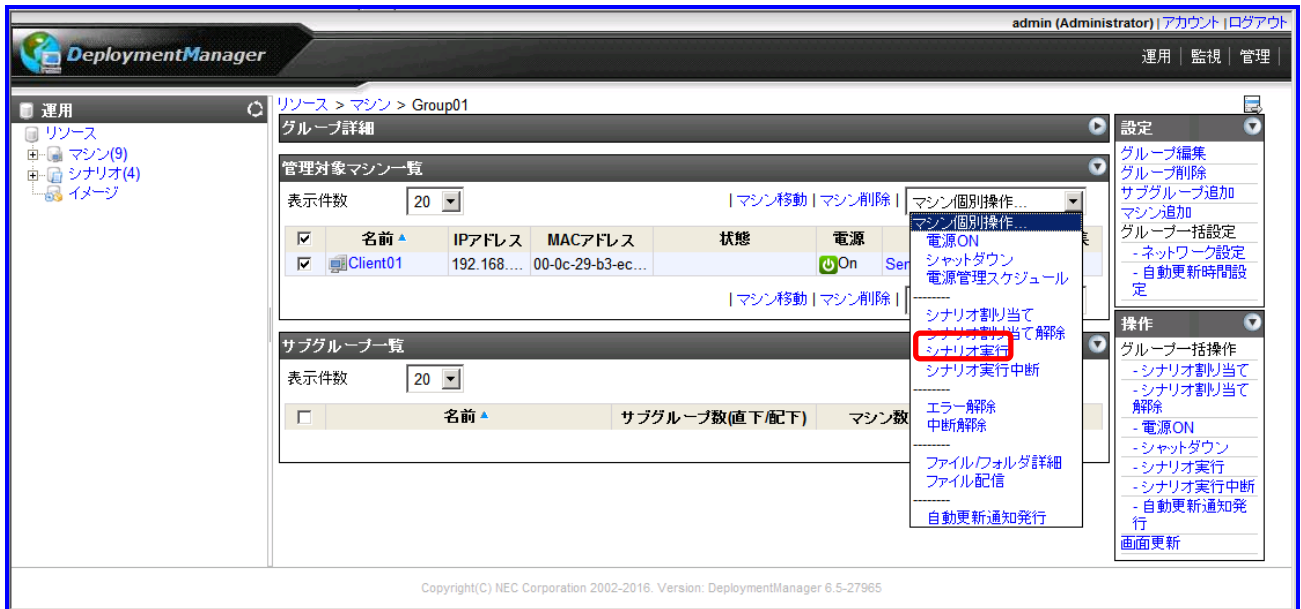 admin (Administrator) | アカウント | ログアウト
DeploymentManager
運用 | 監視 | 管理 |
運用
リソース
マシン(9)
シナリオ(4)
イメージ
リソース > マシン > Group01
グループ詳細
管理対象マシン一覧
表示件数 20 | マシン移動 | マシン削除 | マシン個別操作...
名前 IPアドレス MACアドレス 状態 電源
Client01 192.168.... 00-0c-29-b3-ec... On Ser
| マシン移動 | マシン削除 |
マシン個別操作...
電源ON
シャットダウン
電源管理スケジュール
--------
シナリオ割り当て
シナリオ割り当て解除
シナリオ実行
シナリオ実行中断
--------
エラー解除
中断解除
--------
ファイル/フォルダ詳細
ファイル配信
--------
自動更新通知発行
サブグループ一覧
表示件数 20
名前 サブグループ数(直下/配下) マシン数
設定
グループ編集
グループ削除
サブグループ追加
マシン追加
グループ一括設定
- ネットワーク設定
- 自動更新時間設
定
操作
グループ一括操作
- シナリオ割り当て
- シナリオ割り当て
解除
- 電源ON
- シャットダウン
- シナリオ実行
- シナリオ実行中断
- 自動更新通知発
行
画面更新
Copyright(C) NEC Corporation 2002-2016. Version: DeploymentManager 6.5-27965